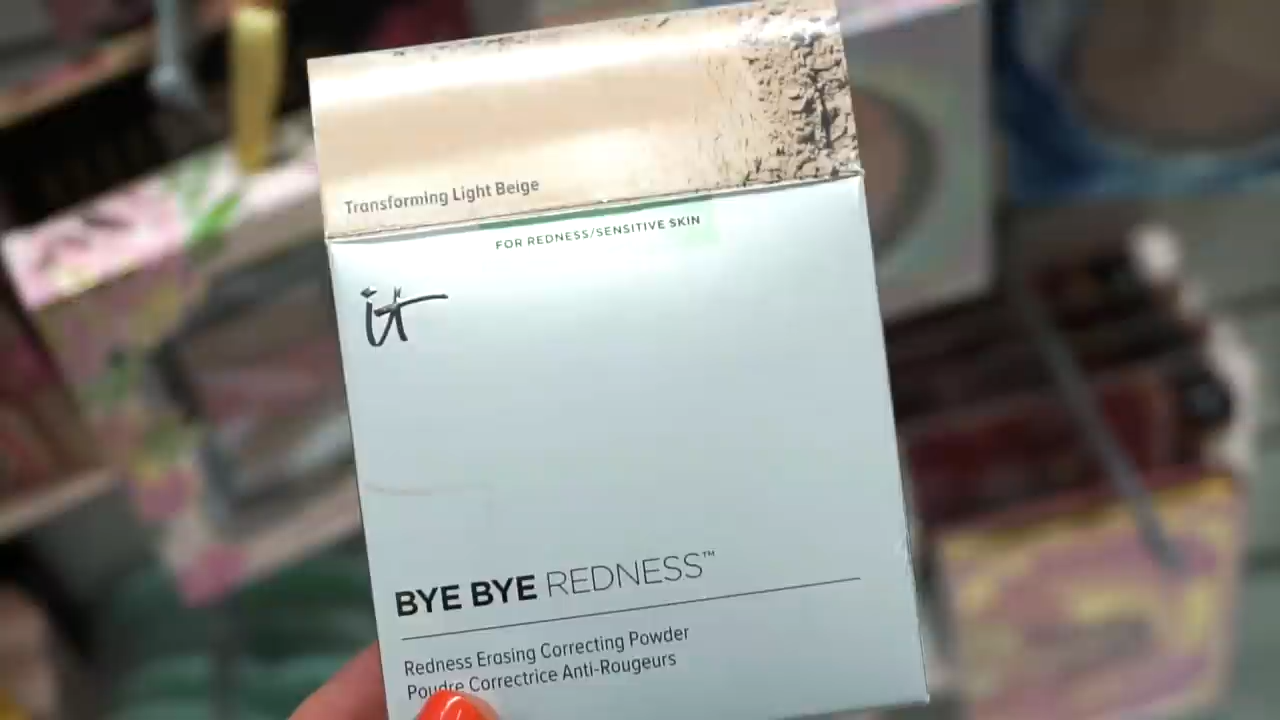 Transforming Light Beige
FOR REDNESS/SENSITIVE SKIN
it
BYE BYE REDNESS™
Redness Erasing Correcting Powder
Poudre Correctrice Anti-Rougeurs